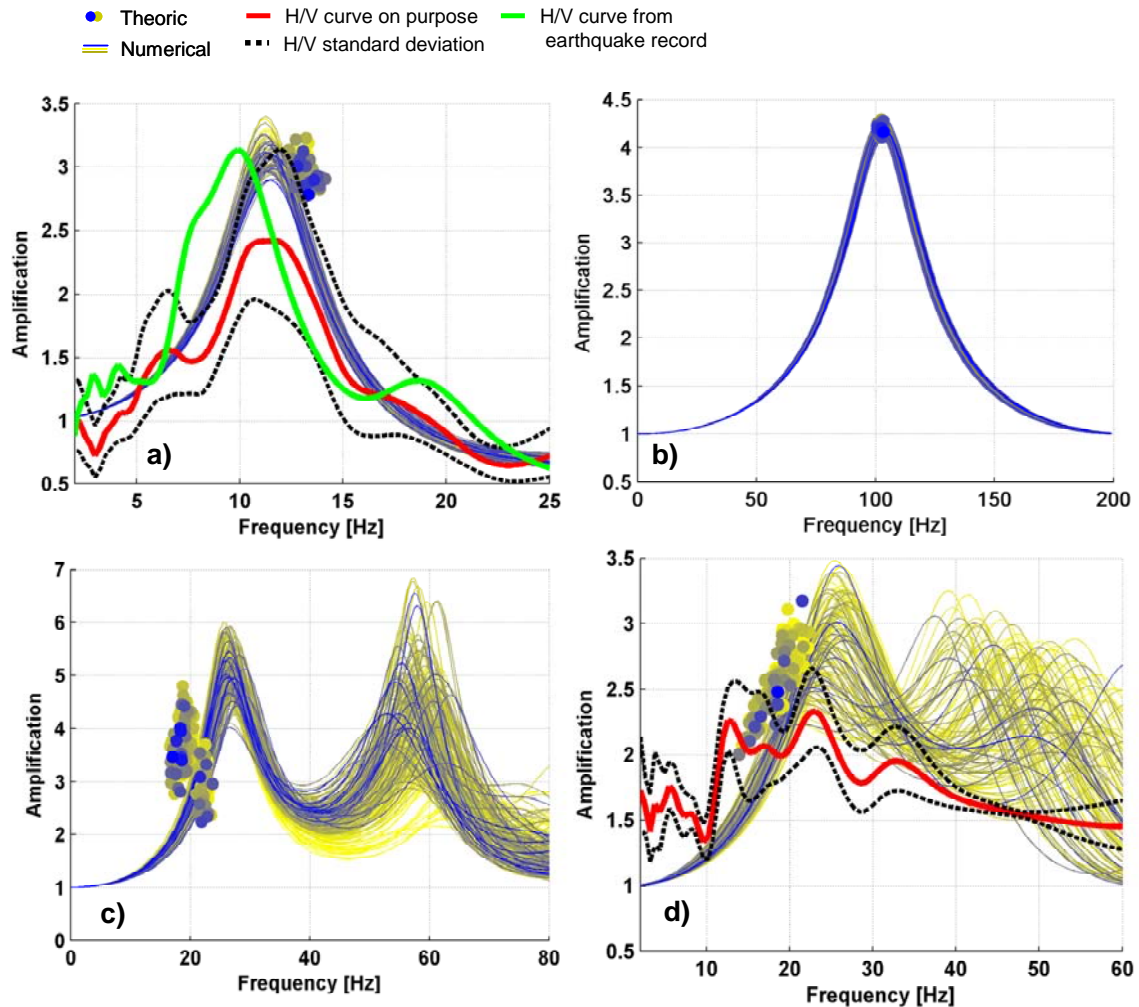 Theoric
H/V curve on purpose
H/V curve from
earthquake record
Numerical
H/V standard deviation
3.5
3
2.5
2
1.5
1
0.5
5
10
15
20
25
Amplification
Frequency [Hz]
a)
4.5
4
3.5
3
2.5
2
1.5
1
0.5
0
50
100
150
200
Amplification
Frequency [Hz]
b)
7
6
5
4
3
2
1
0
0
20
40
60
80
Amplification
Frequency [Hz]
c)
3.5
3
2.5
2
1.5
1
0.5
10
20
30
40
50
60
Amplification
Frequency [Hz]
d)